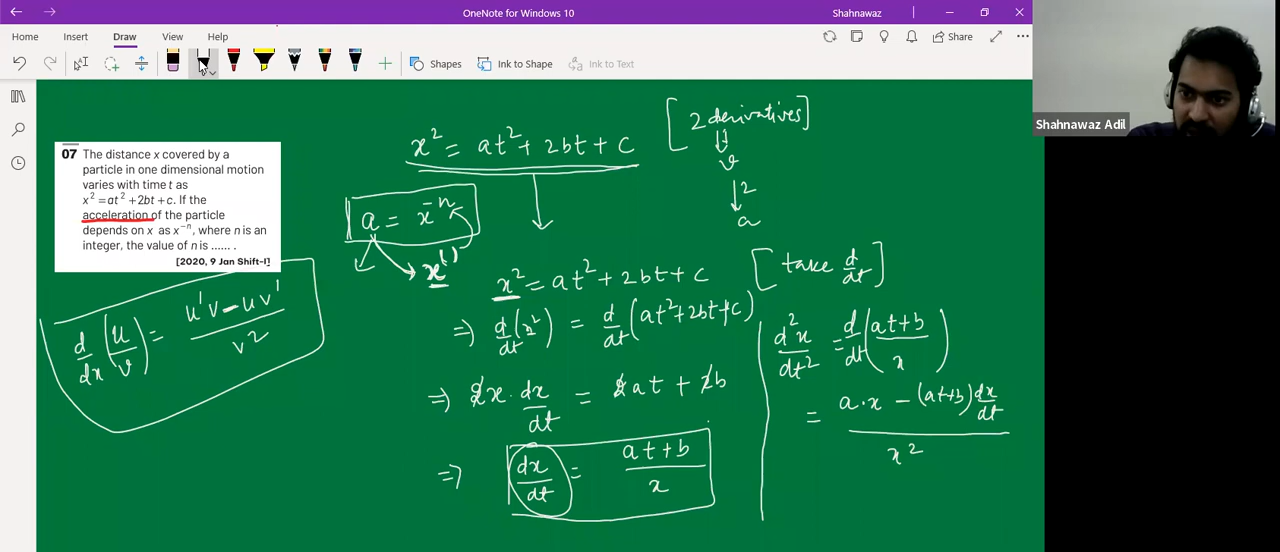 OneNote for Windows 10
Shahnawaz
Home Insert Draw View Help
Share
Shapes Ink to Shape Ink to Text
Shahnawaz Adil
07 The distance x covered by a
particle in one dimensional motion
varies with time t as
x² = at² +2bt + c. If the
acceleration of the particle
depends on x as x⁻ⁿ, where n is an
integer, the value of n is ...... .
[2020, 9 Jan Shift-I]
d/dx (u/v) = (u'v - uv')/v²
x² = at² + 2bt + c
[2 derivatives]
v
2
a
a = x⁻ⁿ
x^( )
x² = at² + 2bt + c
[take d/dt]
⇒ d/dt (x²) = d/dt (at² + 2bt + c)
⇒ 2x · dx/dt = 2at + 2b
⇒ dx/dt = (at + b)/x
d²x/dt² = d/dt ((at+b)/x)
= (a·x − (at+b) dx/dt)/x²